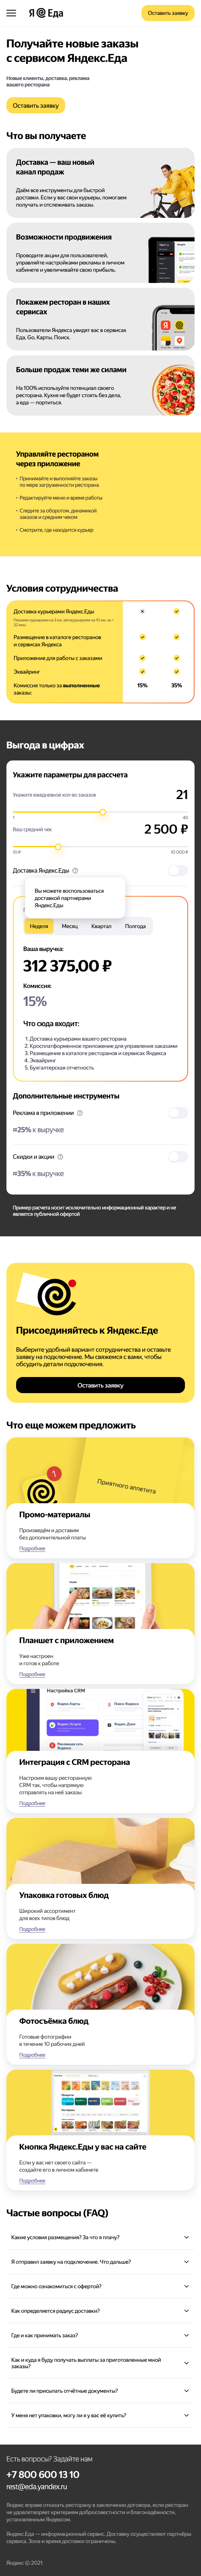 Я Еда
Оставить заявку
Получайте новые заказы
с сервисом Яндекс.Еда
Новые клиенты, доставка, реклама
вашего ресторана
Оставить заявку
Что вы получаете
Доставка — ваш новый
канал продаж
Даём все инструменты для быстрой
доставки. Если у вас свои курьеры, поможем
получать и отслеживать заказы.
Возможности продвижения
Проводите акции для пользователей,
управляйте настройками рекламы в личном
кабинете и увеличивайте свою прибыль.
Покажем ресторан в наших
сервисах
Пользователи Яндекса увидят вас в сервисах
Еда, Go, Карты, Поиск.
Больше продаж теми же силами
На 100% используйте потенциал своего
ресторана. Кухня не будет стоять без дела,
а еда — портиться.
Управляйте рестораном
через приложение
• Принимайте и выполняйте заказы
по мере загруженности ресторана
• Редактируйте меню и время работы
• Следите за оборотом, динамикой
заказов и средним чеком
• Смотрите, где находится курьер
Условия сотрудничества
Доставка курьерами Яндекс.Еды
Размещение в каталоге ресторанов
и сервисах Яндекса
Приложение для работы с заказами
Эквайринг
Комиссия только за выполненные
заказы:
15% 35%
Выгода в цифрах
Укажите параметры для рассчета
Укажите ежедневное кол-во заказов
21
1 40
Ваш средний чек
2 500 ₽
10 ₽ 10 000 ₽
Доставка Яндекс.Еды
Вы можете воспользоваться
доставкой партнерами
Яндекс.Еды
Неделя Месяц Квартал Полгода
Ваша выручка:
312 375,00 ₽
Комиссия:
15%
Что сюда входит:
1. Доставка курьерами вашего ресторана
2. Кроссплатформенное приложение для управления заказами
3. Размещение в каталоге ресторанов и сервисах Яндекса
4. Эквайринг
5. Бухгалтерская отчетность
Дополнительные инструменты
Реклама в приложении
≈25% к выручке
Скидки и акции
≈35% к выручке
Пример расчета носит исключительно информационный характер и не
является публичной офертой
Присоединяйтесь к Яндекс.Еде
Выберите удобный вариант сотрудничества и оставьте
заявку на подключение. Мы свяжемся с вами, чтобы
обсудить детали подключения.
Оставить заявку
Что еще можем предложить
Приятного аппетита
Промо-материалы
Произведём и доставим
без дополнительной платы
Подробнее
Планшет с приложением
Уже настроен
и готов к работе
Подробнее
Настройка CRM
Интеграция с CRM ресторана
Настроим вашу ресторанную
CRM так, чтобы напрямую
отправлять на неё заказы
Подробнее
Упаковка готовых блюд
Широкий ассортимент
для всех типов блюд
Подробнее
Фотосъёмка блюд
Готовые фотографии
в течение 10 рабочих дней
Подробнее
Кнопка Яндекс.Еды у вас на сайте
Если у вас нет своего сайта —
создайте его в личном кабинете
Подробнее
Частые вопросы (FAQ)
Какие условия размещения? За что я плачу?
Я отправил заявку на подключение. Что дальше?
Где можно ознакомиться с офертой?
Как определяется радиус доставки?
Где и как принимать заказ?
Как и куда я буду получать выплаты за приготовленные мной
заказы?
Будете ли присылать отчётные документы?
У меня нет упаковки, могу ли я у вас её купить?
Есть вопросы? Задайте нам
+7 800 600 13 10
rest@eda.yandex.ru
Яндекс вправе отказать ресторану в заключении договора, если ресторан
не удовлетворяет критериям добросовестности и благонадёжности,
установленным Яндексом.
Яндекс.Еда — информационный сервис. Доставку осуществляют партнёры
сервиса. Зона и время доставки ограничены.
Яндекс © 2021